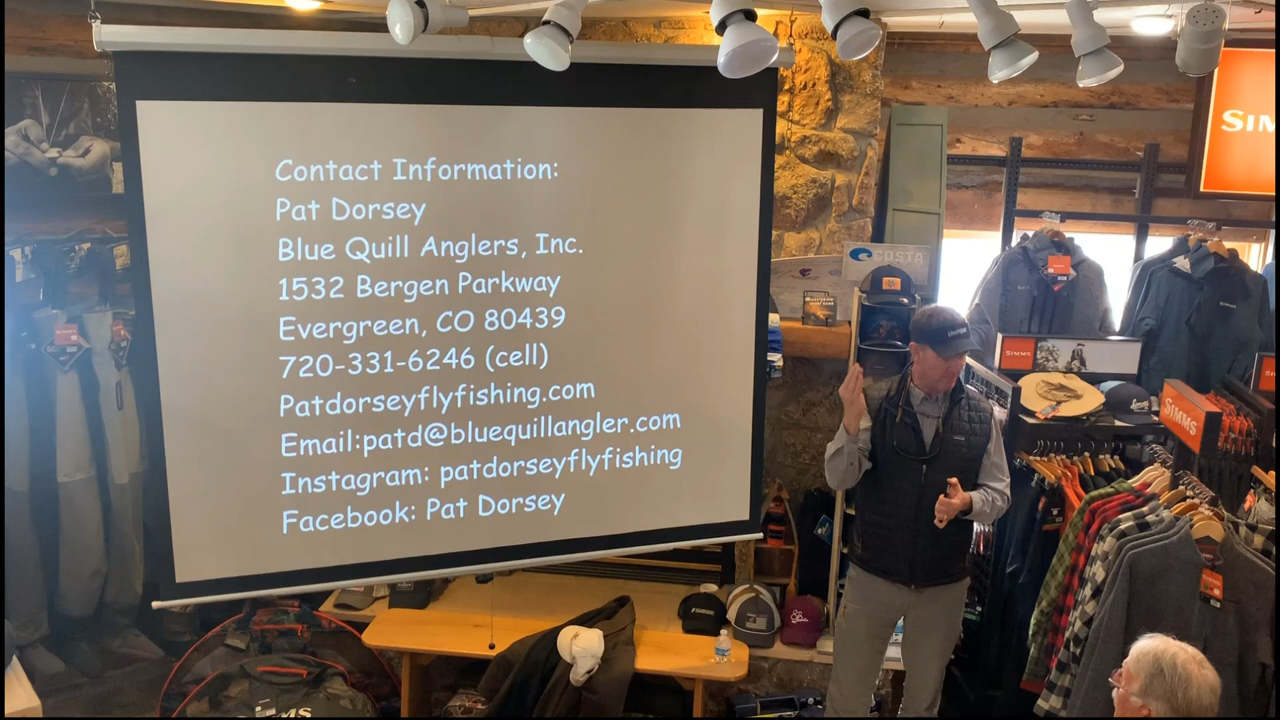 Contact Information:
Pat Dorsey
Blue Quill Anglers, Inc.
1532 Bergen Parkway
Evergreen, CO 80439
720-331-6246 (cell)
Patdorseyflyfishing.com
Email:patd@bluequillangler.com
Instagram: patdorseyflyfishing
Facebook: Pat Dorsey
SIM
COSTA
SIMMS
SIMMS